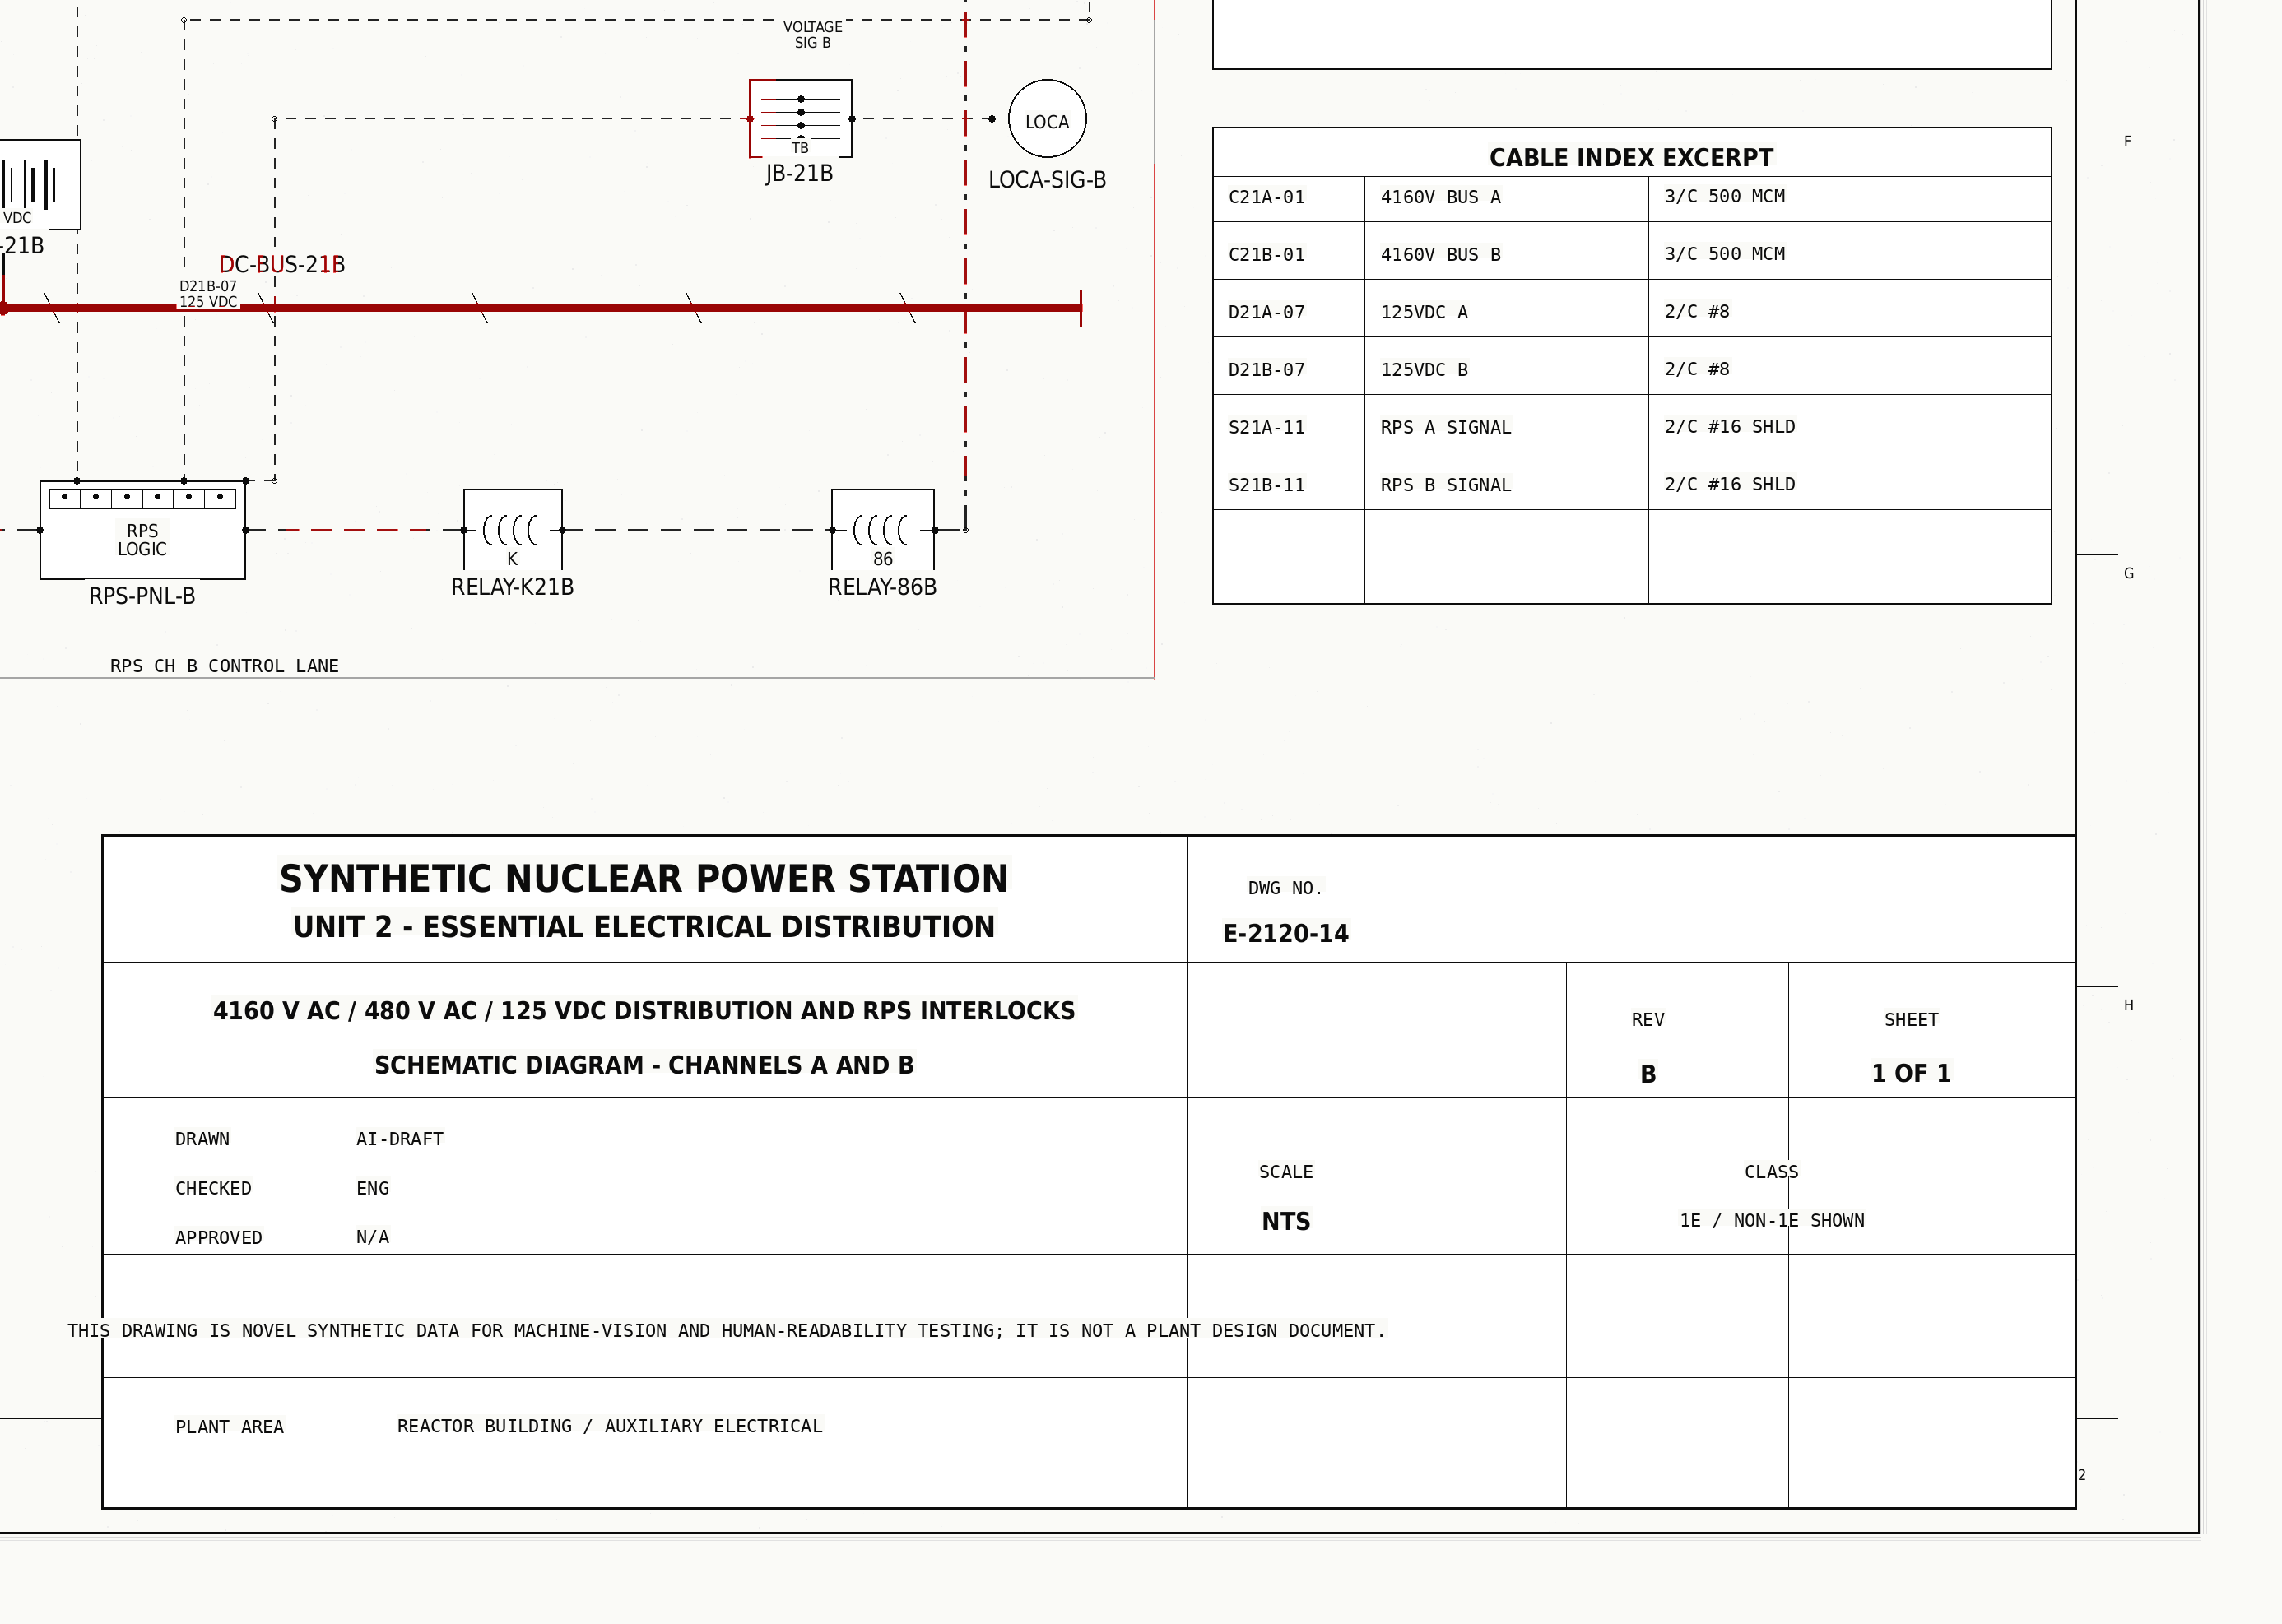 VOLTAGE
SIG B
TB
JB-21B
LOCA
LOCA-SIG-B
VDC
-21B
DC-BUS-21B
D21B-07
125 VDC
RPS
LOGIC
RPS-PNL-B
K
RELAY-K21B
86
RELAY-86B
RPS CH B CONTROL LANE
CABLE INDEX EXCERPT
C21A-01 4160V BUS A 3/C 500 MCM
C21B-01 4160V BUS B 3/C 500 MCM
D21A-07 125VDC A 2/C #8
D21B-07 125VDC B 2/C #8
S21A-11 RPS A SIGNAL 2/C #16 SHLD
S21B-11 RPS B SIGNAL 2/C #16 SHLD
F
G
H
SYNTHETIC NUCLEAR POWER STATION
UNIT 2 - ESSENTIAL ELECTRICAL DISTRIBUTION
DWG NO.
E-2120-14
4160 V AC / 480 V AC / 125 VDC DISTRIBUTION AND RPS INTERLOCKS
SCHEMATIC DIAGRAM - CHANNELS A AND B
REV
B
SHEET
1 OF 1
DRAWN AI-DRAFT
CHECKED ENG
APPROVED N/A
SCALE
NTS
CLASS
1E / NON-1E SHOWN
THIS DRAWING IS NOVEL SYNTHETIC DATA FOR MACHINE-VISION AND HUMAN-READABILITY TESTING; IT IS NOT A PLANT DESIGN DOCUMENT.
PLANT AREA REACTOR BUILDING / AUXILIARY ELECTRICAL
2